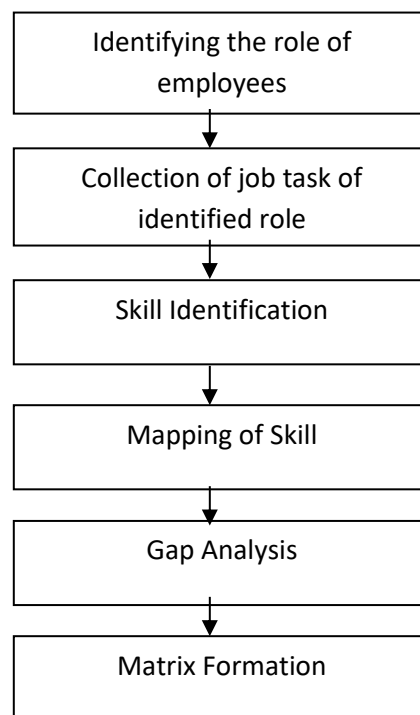 Identifying the role of
employees
Collection of job task of
identified role
Skill Identification
Mapping of Skill
Gap Analysis
Matrix Formation